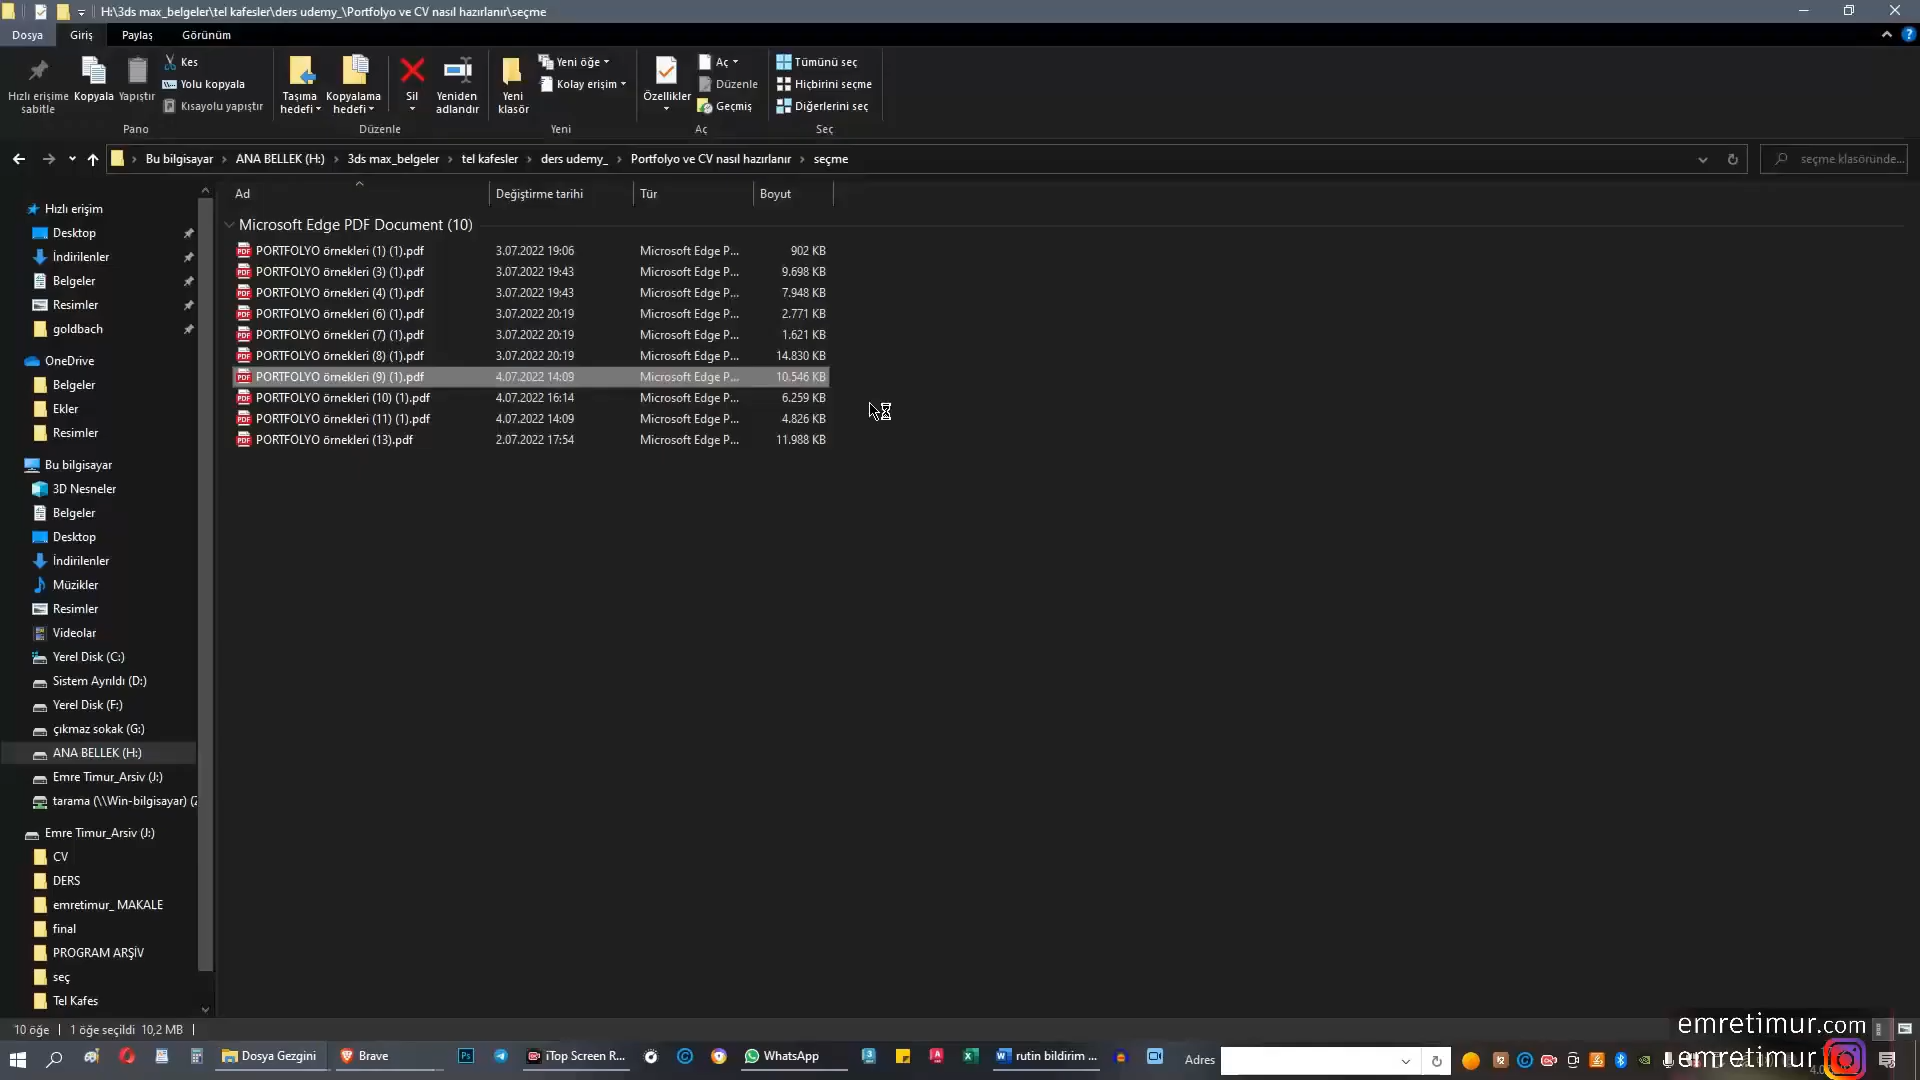 H:\3ds max_belgeler\tel kafesler\ders udemy_\Portfolyo ve CV nasıl hazırlanır\seçme
Dosya Giriş Paylaş Görünüm
Hızlı erişime sabitle
Kopyala
Yapıştır
Kes
Yolu kopyala
Kısayolu yapıştır
Pano
Taşıma hedefi
Kopyalama hedefi
Sil
Yeniden adlandır
Düzenle
Yeni klasör
Yeni öğe
Kolay erişim
Yeni
Özellikler
Aç
Düzenle
Geçmiş
Aç
Tümünü seç
Hiçbirini seçme
Diğerlerini seç
Seç
Bu bilgisayar > ANA BELLEK (H:) > 3ds max_belgeler > tel kafesler > ders udemy_ > Portfolyo ve CV nasıl hazırlanır > seçme
seçme klasöründe...
Hızlı erişim
Desktop
İndirilenler
Belgeler
Resimler
goldbach
OneDrive
Belgeler
Ekler
Resimler
Bu bilgisayar
3D Nesneler
Belgeler
Desktop
İndirilenler
Müzikler
Resimler
Videolar
Yerel Disk (C:)
Sistem Ayrıldı (D:)
Yerel Disk (F:)
çıkmaz sokak (G:)
ANA BELLEK (H:)
Emre Timur_Arsiv (J:)
tarama (\\Win-bilgisayar) (Z
Emre Timur_Arsiv (J:)
CV
DERS
emretimur_ MAKALE
final
PROGRAM ARŞİV
seç
Tel Kafes
Ad Değiştirme tarihi Tür Boyut
Microsoft Edge PDF Document (10)
PORTFOLYO örnekleri (1) (1).pdf 3.07.2022 19:06 Microsoft Edge P... 902 KB
PORTFOLYO örnekleri (3) (1).pdf 3.07.2022 19:43 Microsoft Edge P... 9.698 KB
PORTFOLYO örnekleri (4) (1).pdf 3.07.2022 19:43 Microsoft Edge P... 7.948 KB
PORTFOLYO örnekleri (6) (1).pdf 3.07.2022 20:19 Microsoft Edge P... 2.771 KB
PORTFOLYO örnekleri (7) (1).pdf 3.07.2022 20:19 Microsoft Edge P... 1.621 KB
PORTFOLYO örnekleri (8) (1).pdf 3.07.2022 20:19 Microsoft Edge P... 14.830 KB
PORTFOLYO örnekleri (9) (1).pdf 4.07.2022 14:09 Microsoft Edge P... 10.546 KB
PORTFOLYO örnekleri (10) (1).pdf 4.07.2022 16:14 Microsoft Edge P... 6.259 KB
PORTFOLYO örnekleri (11) (1).pdf 4.07.2022 14:09 Microsoft Edge P... 4.826 KB
PORTFOLYO örnekleri (13).pdf 2.07.2022 17:54 Microsoft Edge P... 11.988 KB
10 öğe 1 öğe seçildi 10,2 MB
emretimur.com
emretimur
Dosya Gezgini Brave iTop Screen R... WhatsApp rutin bildirim ... Adres